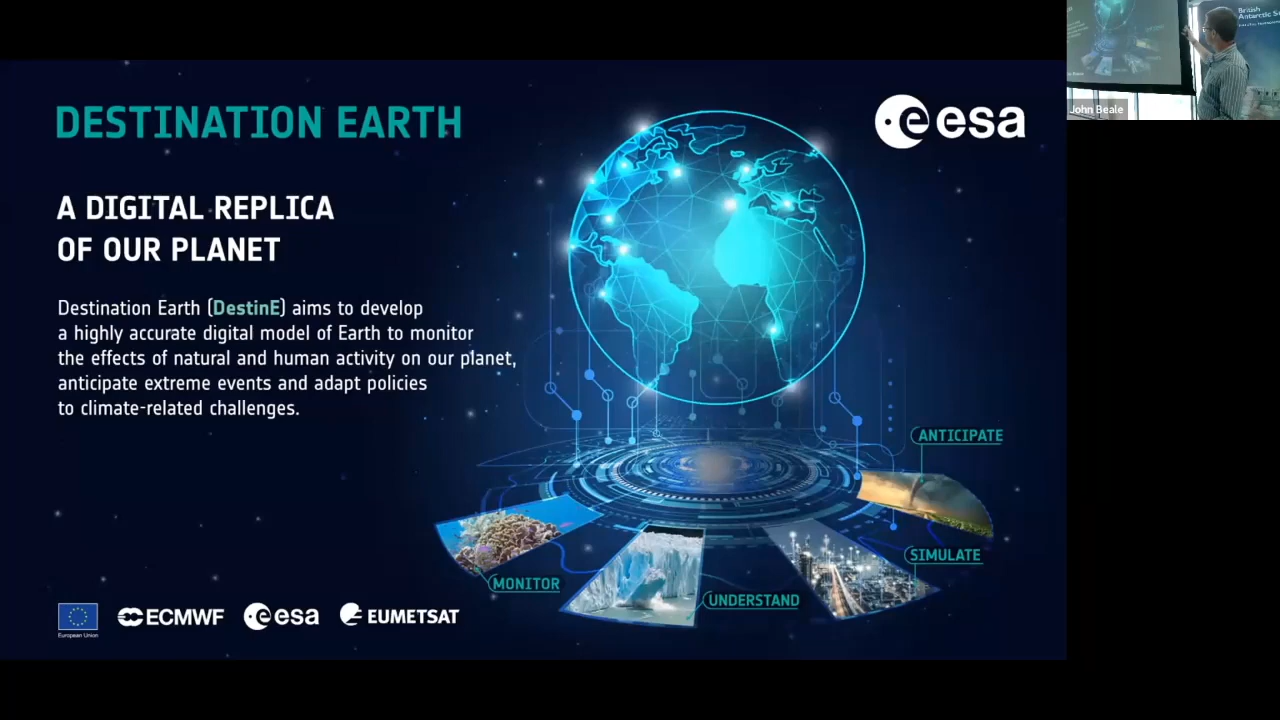 DESTINATION EARTH
esa
A DIGITAL REPLICA
OF OUR PLANET
Destination Earth (DestinE) aims to develop
a highly accurate digital model of Earth to monitor
the effects of natural and human activity on our planet,
anticipate extreme events and adapt policies
to climate-related challenges.
ANTICIPATE
SIMULATE
MONITOR
UNDERSTAND
European Union
ECMWF
esa
EUMETSAT
British
Antarctic
John Beale